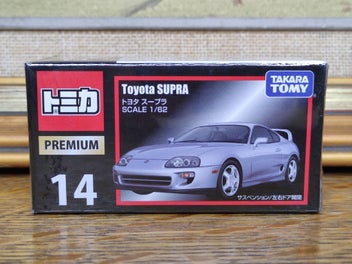 トミカ
PREMIUM
14
Toyota SUPRA
トヨタ スープラ
SCALE 1/62
TAKARA
TOMY
サスペンション/左右ドア開閉